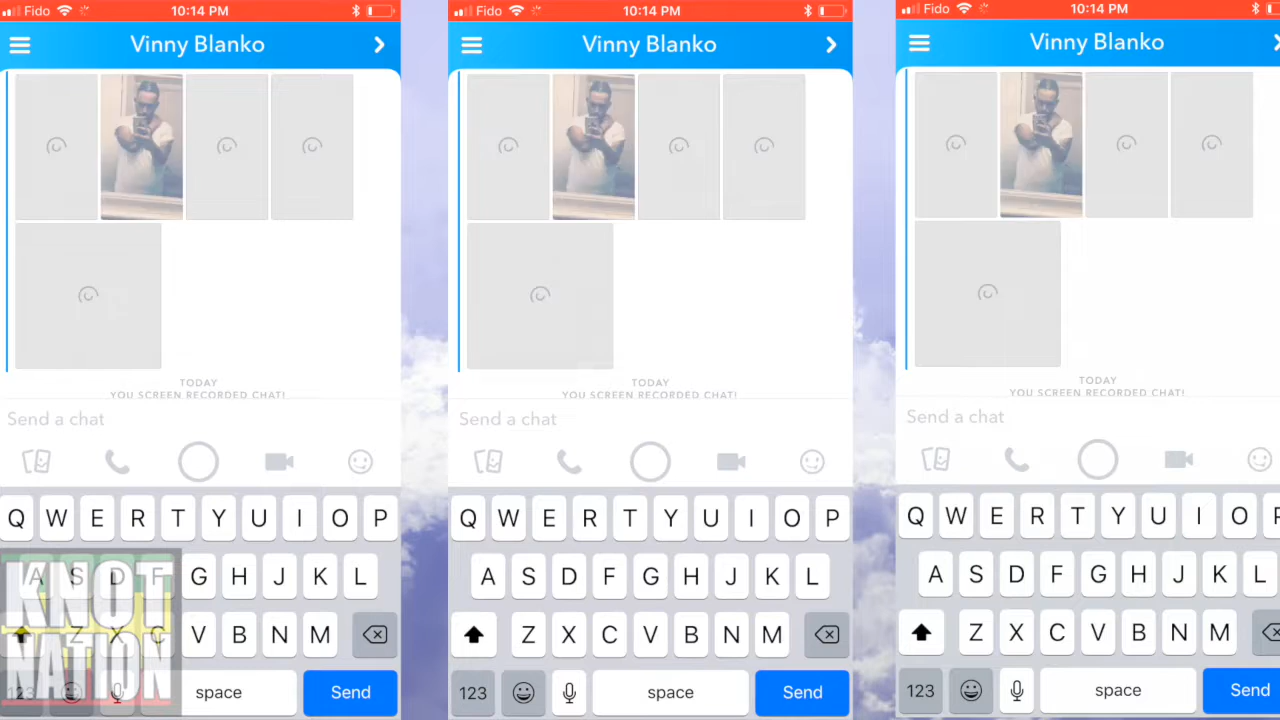 Fido 10:14 PM
Vinny Blanko
TODAY
YOU SCREEN RECORDED CHAT!
Send a chat
Q W E R T Y U I O P
A S D F G H J K L
Z X C V B N M
123 space Send
KNOT
NATION
Fido 10:14 PM
Vinny Blanko
TODAY
YOU SCREEN RECORDED CHAT!
Send a chat
Q W E R T Y U I O P
A S D F G H J K L
Z X C V B N M
123 space Send
Fido 10:14 PM
Vinny Blanko
TODAY
YOU SCREEN RECORDED CHAT!
Send a chat
Q W E R T Y U I O P
A S D F G H J K L
Z X C V B N M
123 space Send